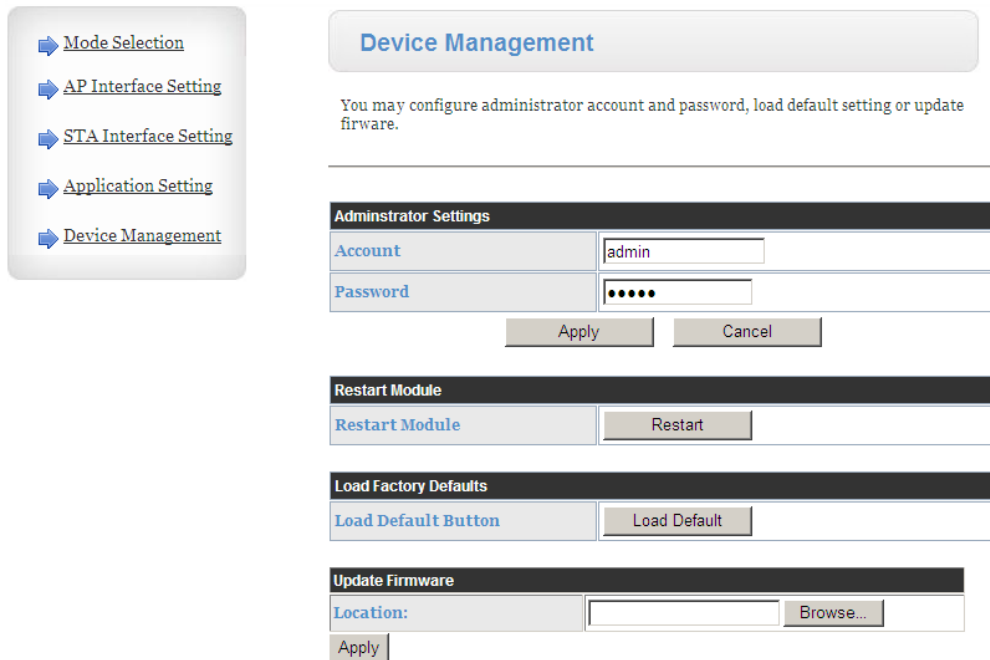 Mode Selection
AP Interface Setting
STA Interface Setting
Application Setting
Device Management
Device Management
You may configure administrator account and password, load default setting or update
firware.
Adminstrator Settings
Account admin
Password •••••
Apply Cancel
Restart Module
Restart Module Restart
Load Factory Defaults
Load Default Button Load Default
Update Firmware
Location: Browse...
Apply